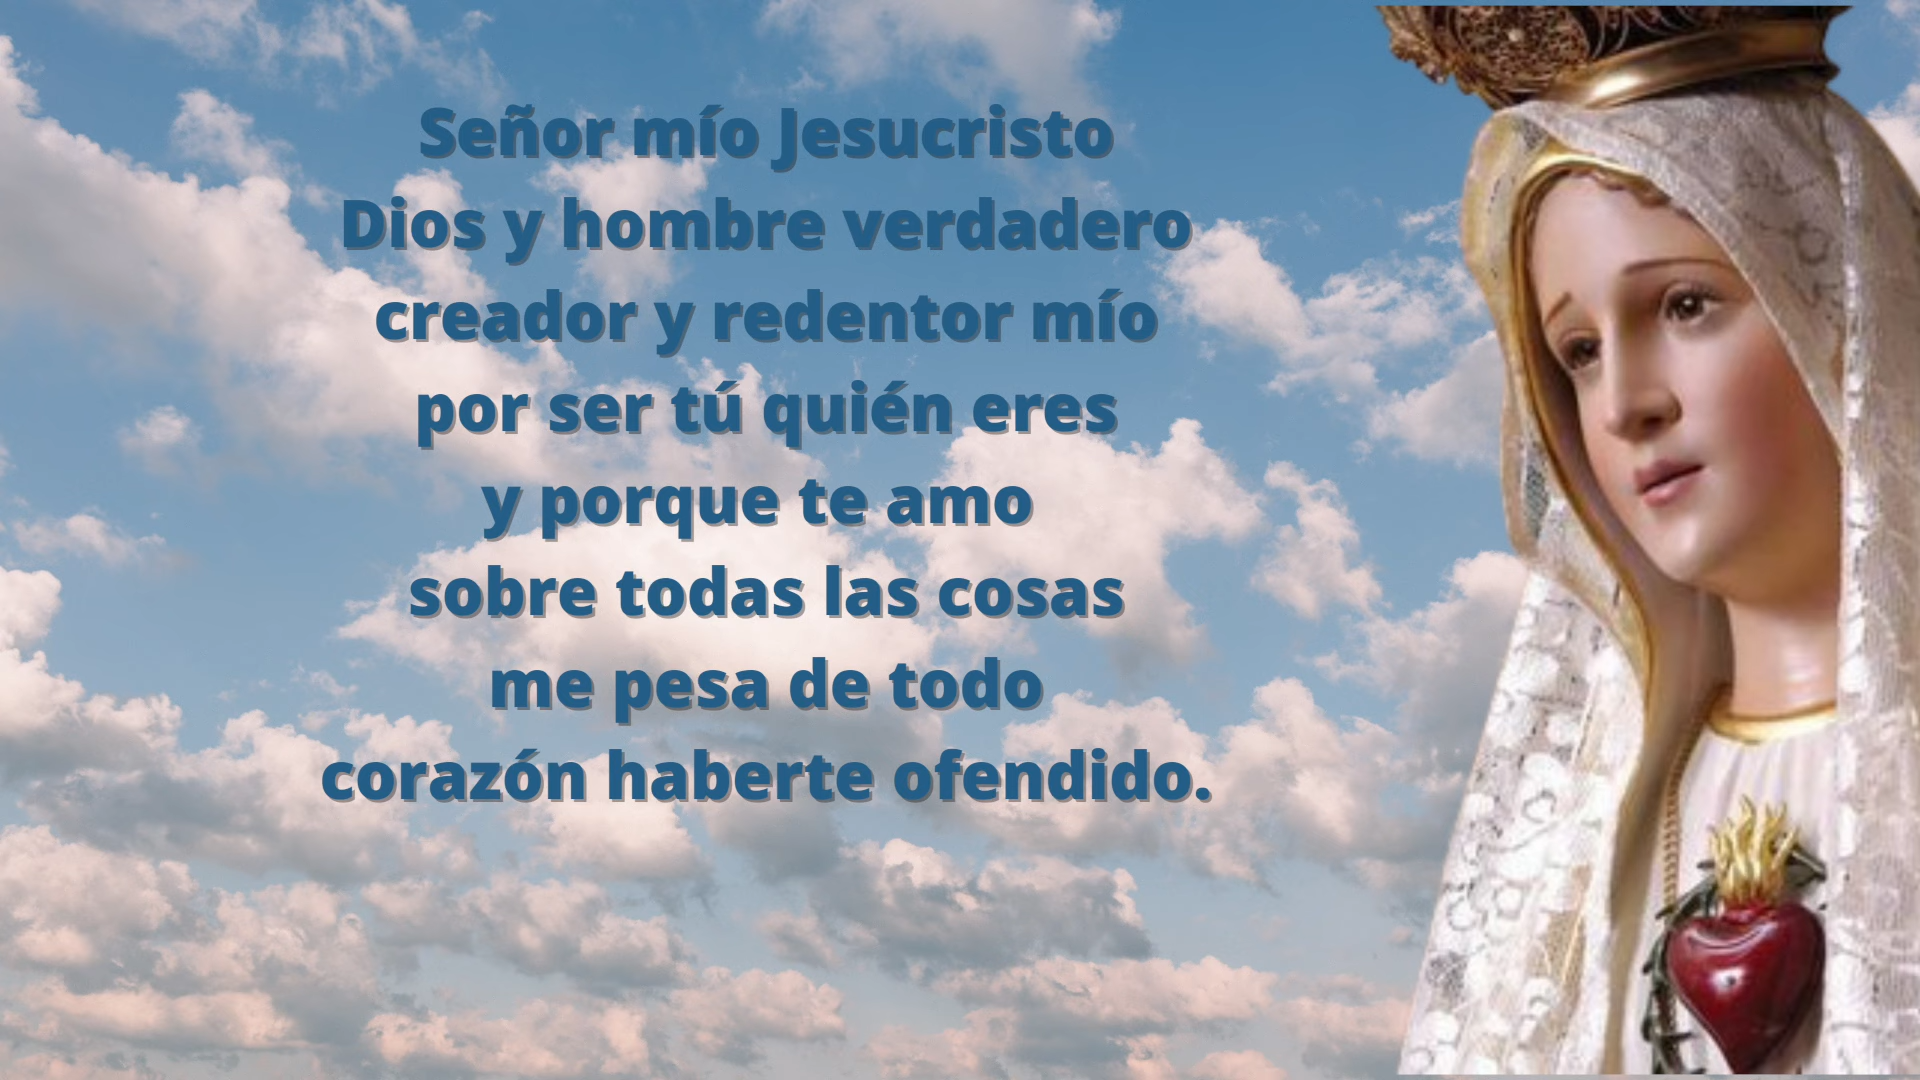 Señor mío Jesucristo
Dios y hombre verdadero
creador y redentor mío
por ser tú quién eres
y porque te amo
sobre todas las cosas
me pesa de todo
corazón haberte ofendido.